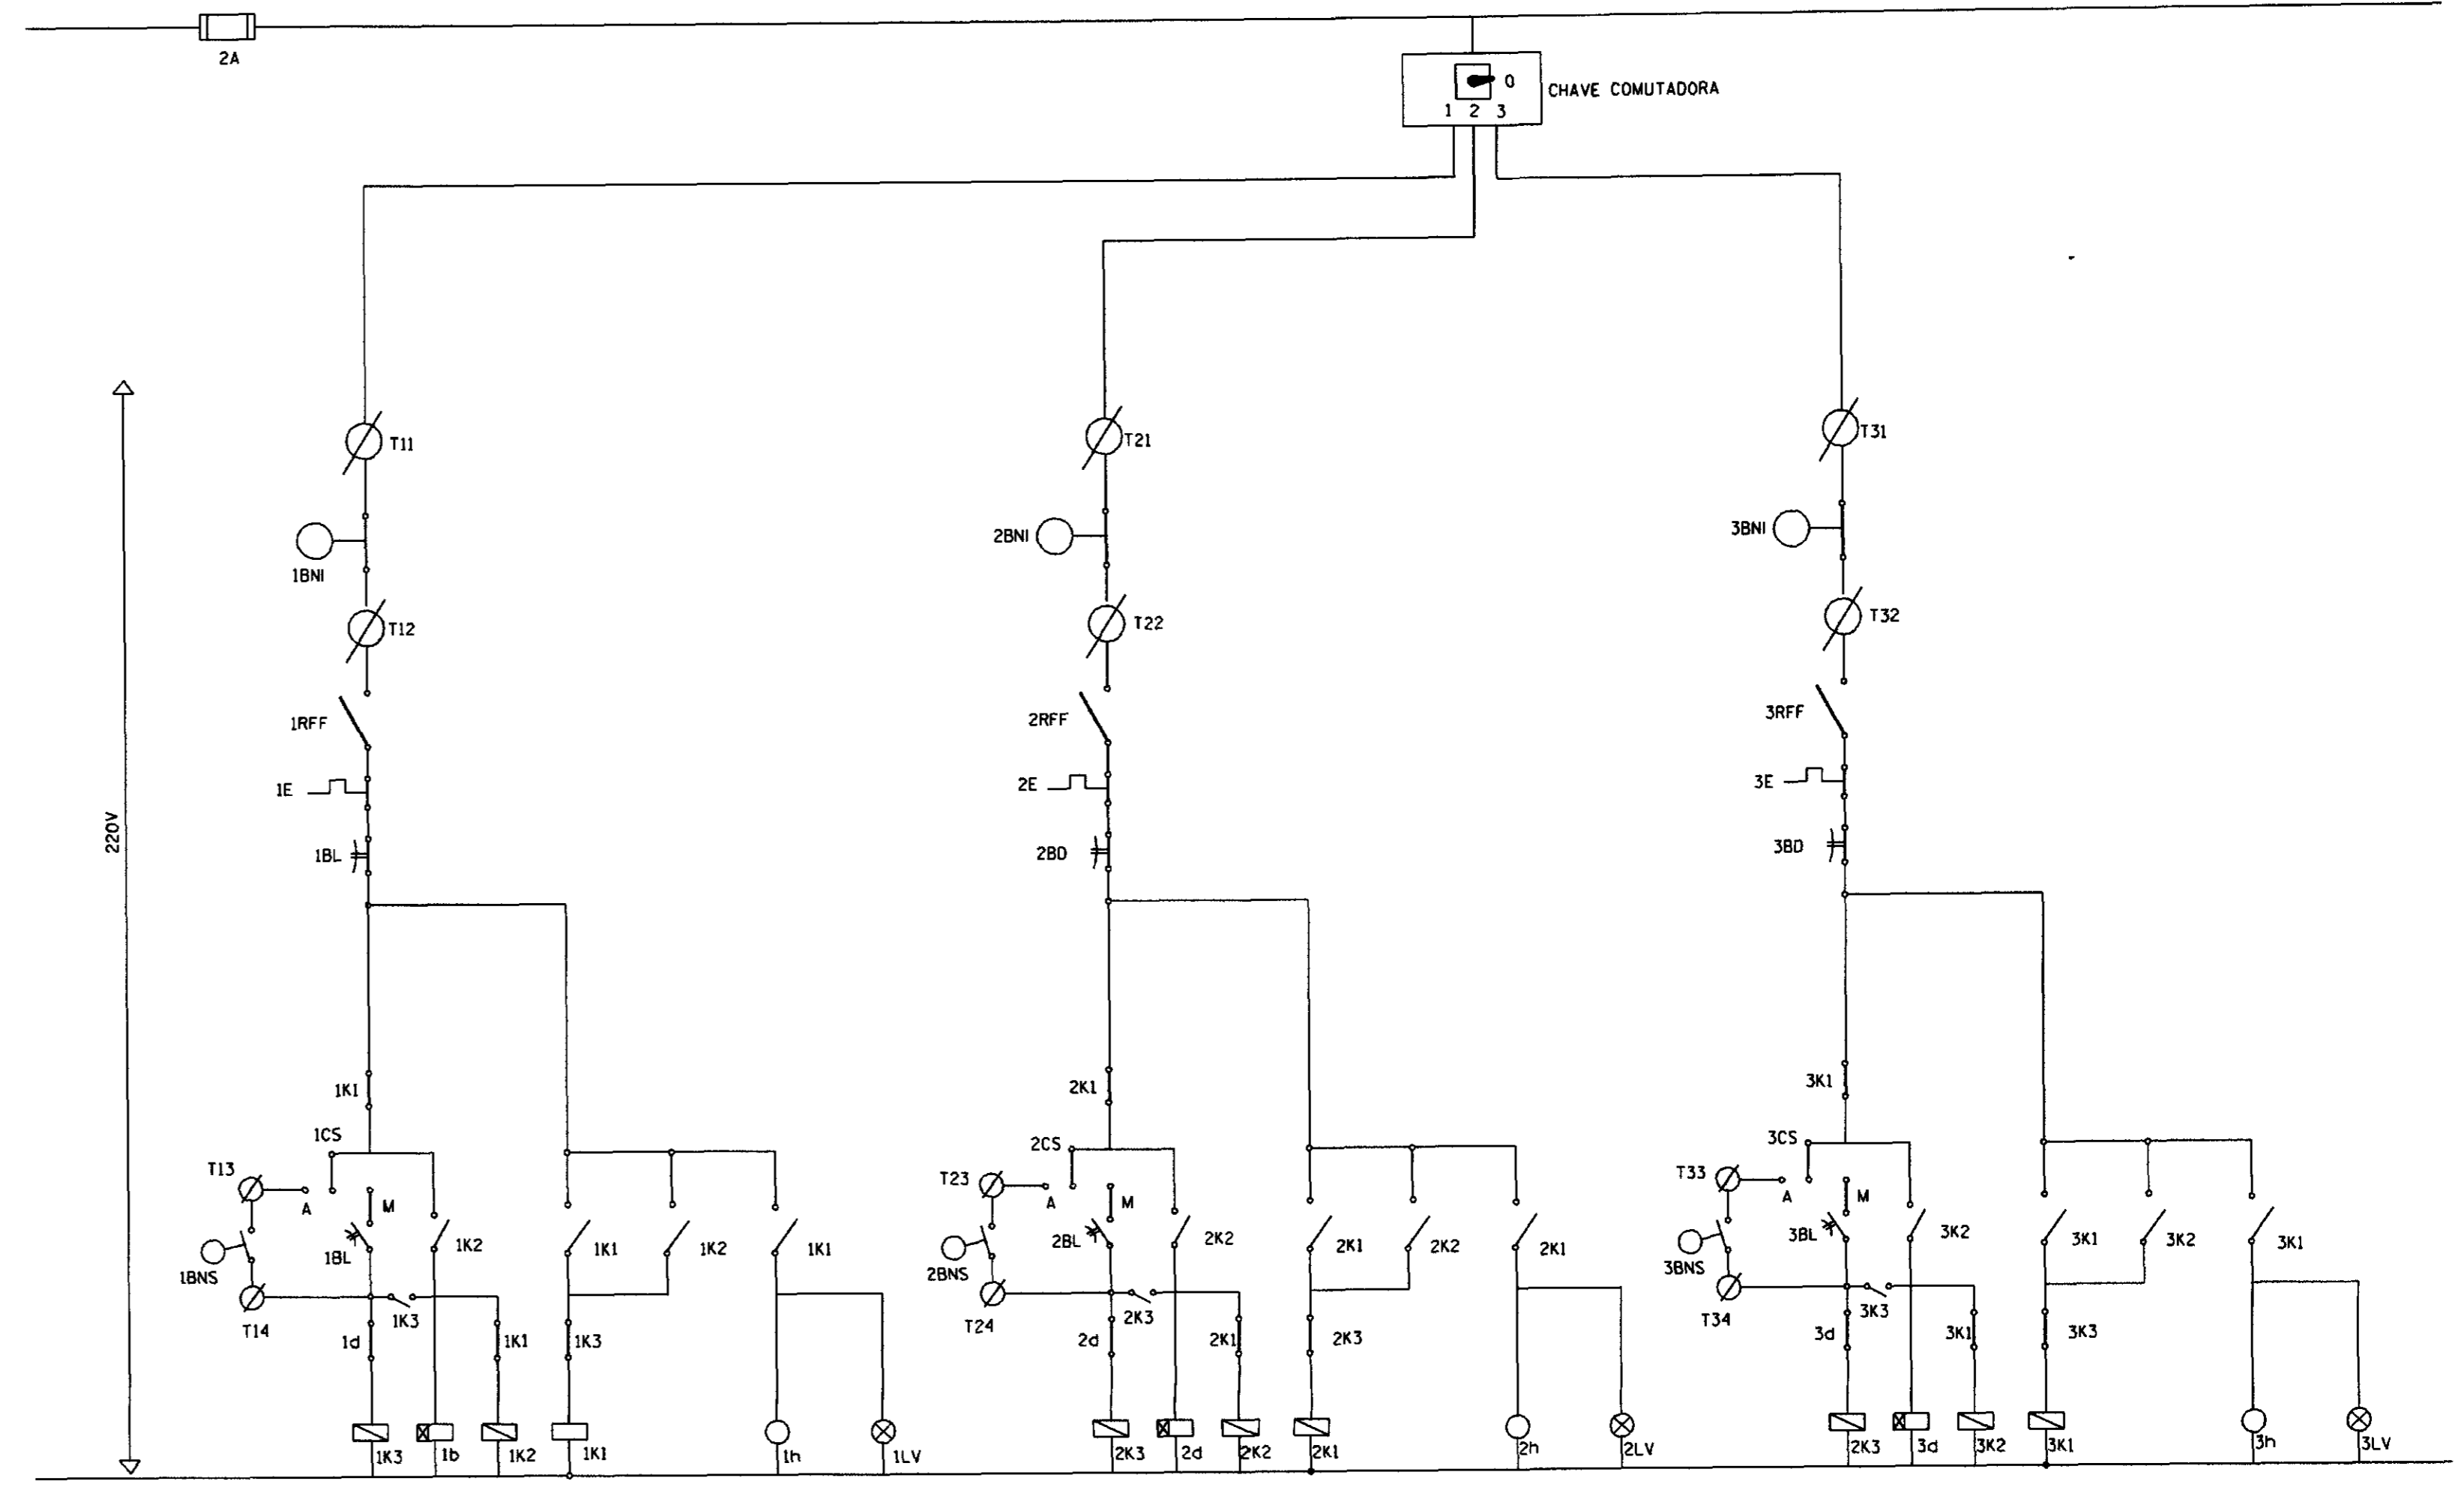 2A
0
CHAVE COMUTADORA
1 2 3
220V
T11
1BNI
T12
1RFF
1E
1BL
1K1
1CS
T13
A
M
1BL
1K2
1BNS
T14
1K3
1d
1K1
1K1
1K2
1K1
1K3
1K3
1b
1K2
1K1
1h
1LV
T21
2BNI
T22
2RFF
2E
2BD
2K1
2CS
T23
A
M
2BL
2K2
2BNS
T24
2K3
2d
2K1
2K1
2K2
2K1
2K3
2K3
2d
2K2
2K1
2h
2LV
T31
3BNI
T32
3RFF
3E
3BD
3K1
3CS
T33
A
M
3BL
3K2
3BNS
T34
3K3
3d
3K1
3K1
3K2
3K1
3K3
2K3
3d
3K2
3K1
3h
3LV